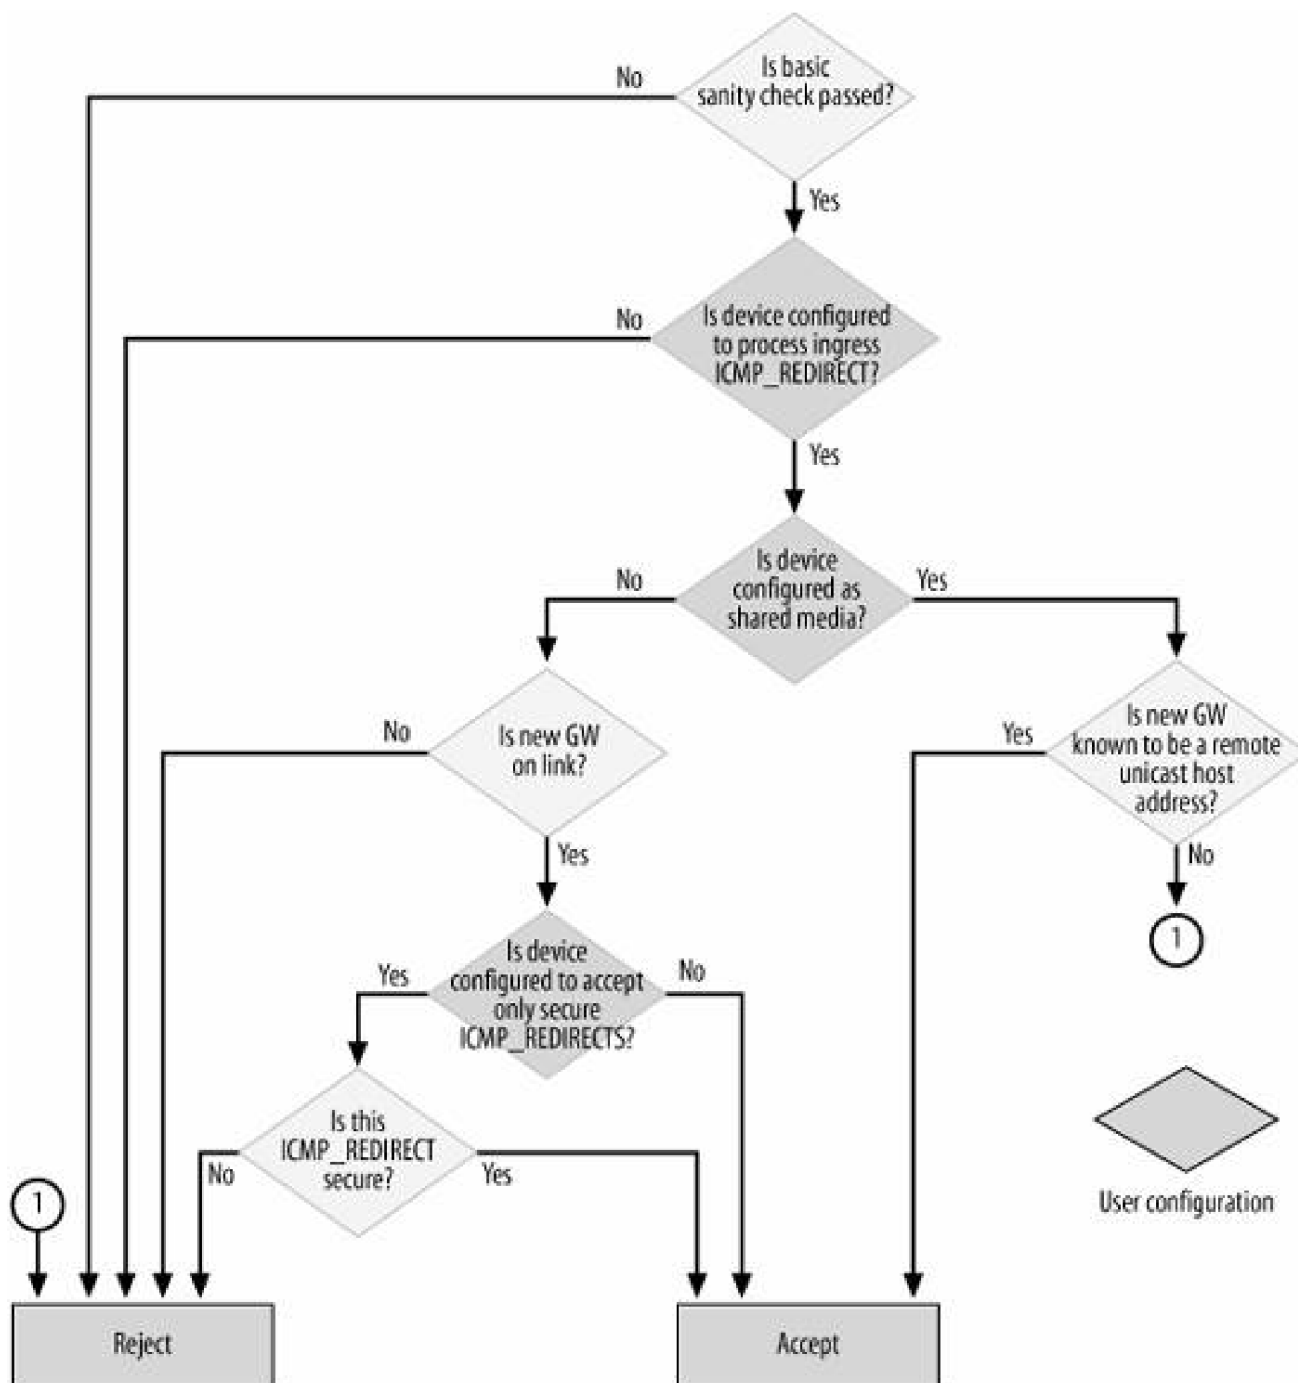 Is basic
sanity check passed?
No
Yes
Is device configured
to process ingress
ICMP_REDIRECT?
No
Yes
Is device
configured as
shared media?
No
Yes
Is new GW
on link?
No
Yes
Is new GW
known to be a remote
unicast host
address?
Yes
No
1
Is device
configured to accept
only secure
ICMP_REDIRECTS?
Yes
No
Is this
ICMP_REDIRECT
secure?
No
Yes
User configuration
1
Reject
Accept